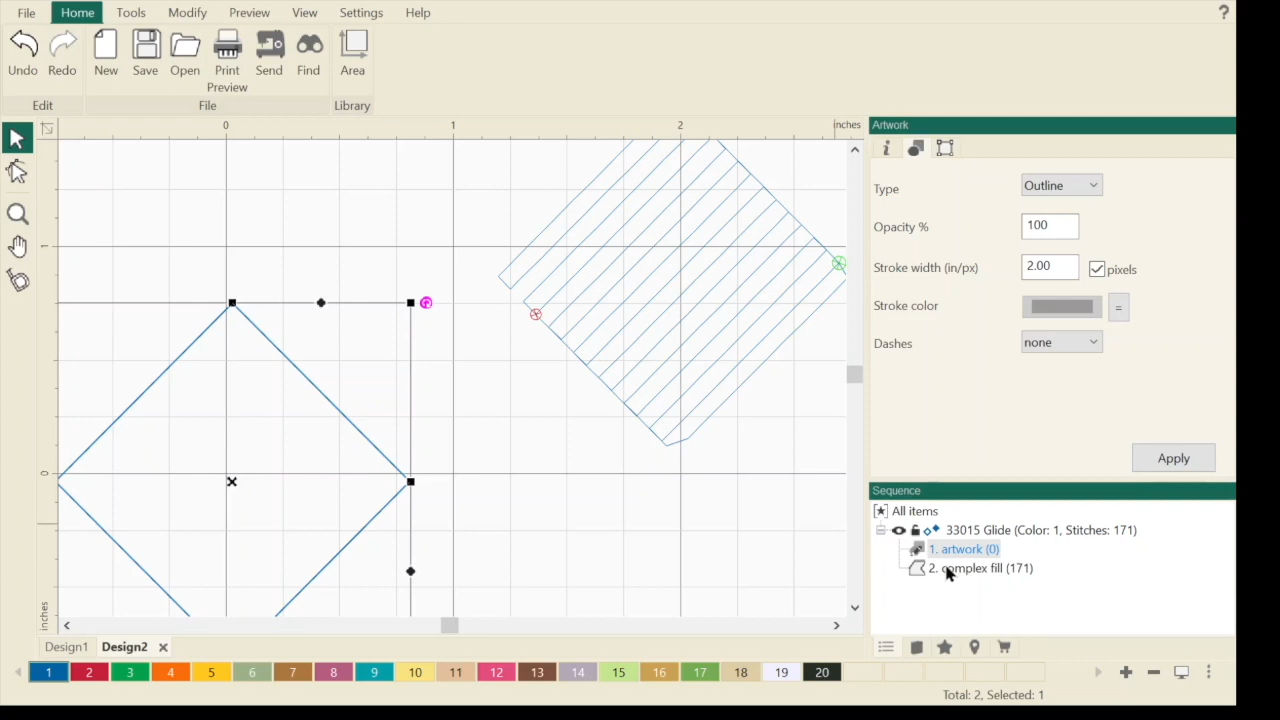 File Home Tools Modify Preview View Settings Help ?
Undo Redo New Save Open Print Preview Send Find Area
Edit File Library
0 1 2 inches
1
0
inches
Artwork
Type Outline
Opacity % 100
Stroke width (in/px) 2.00 pixels
Stroke color =
Dashes none
Apply
Sequence
All items
33015 Glide (Color: 1, Stitches: 171)
1. artwork (0)
2. complex fill (171)
Design1 Design2
1 2 3 4 5 6 7 8 9 10 11 12 13 14 15 16 17 18 19 20
Total: 2, Selected: 1